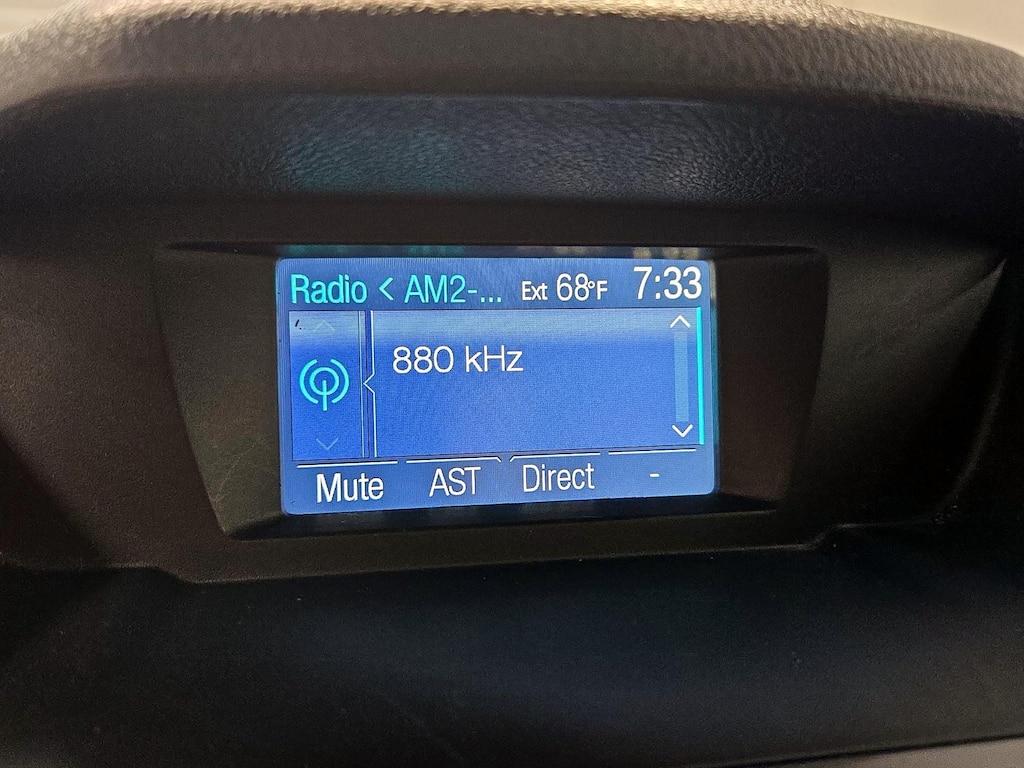 Radio < AM2-... Ext 68°F 7:33
880 kHz
Mute AST Direct -